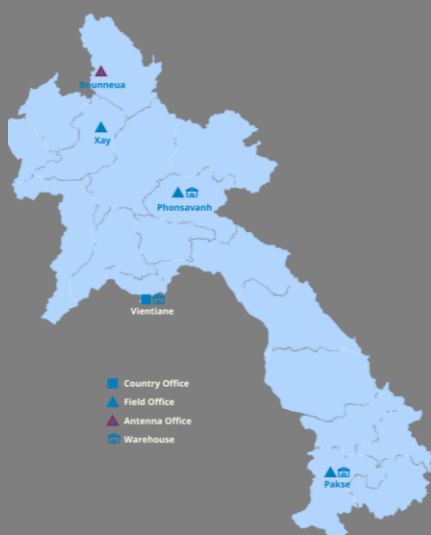 Bounneua
Xay
Phonsavanh
Vientiane
Country Office
Field Office
Antenna Office
Warehouse
Pakse